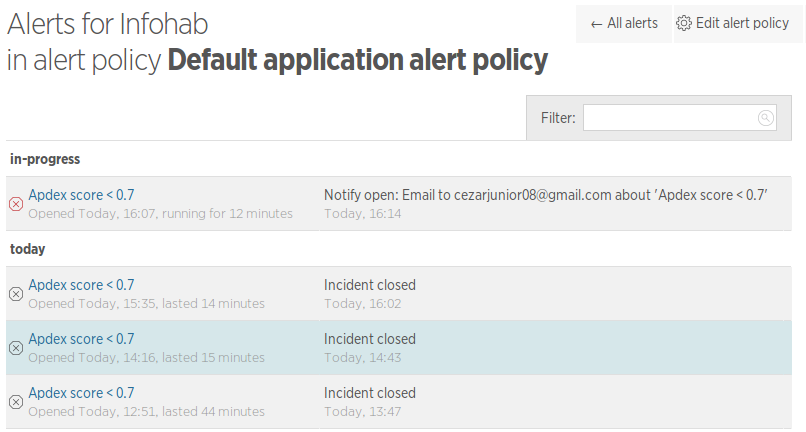 Alerts for Infohab
in alert policy Default application alert policy
← All alerts
Edit alert policy
Filter:
in-progress
Apdex score < 0.7
Notify open: Email to cezarjunior08@gmail.com about 'Apdex score < 0.7'
Opened Today, 16:07, running for 12 minutes
Today, 16:14
today
Apdex score < 0.7
Incident closed
Opened Today, 15:35, lasted 14 minutes
Today, 16:02
Apdex score < 0.7
Incident closed
Opened Today, 14:16, lasted 15 minutes
Today, 14:43
Apdex score < 0.7
Incident closed
Opened Today, 12:51, lasted 44 minutes
Today, 13:47